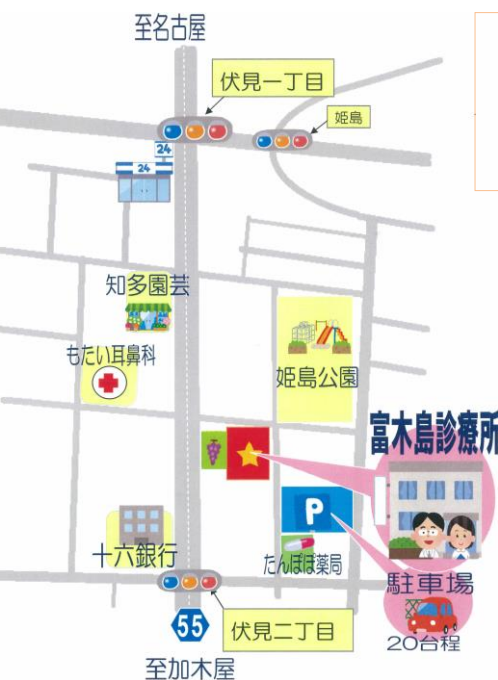 至名古屋
伏見一丁目
姫島
24
24
知多園芸
もたい耳鼻科
姫島公園
富木島診療所
P
十六銀行
たんぽぽ薬局
駐車場
20台程
55
伏見二丁目
至加木屋